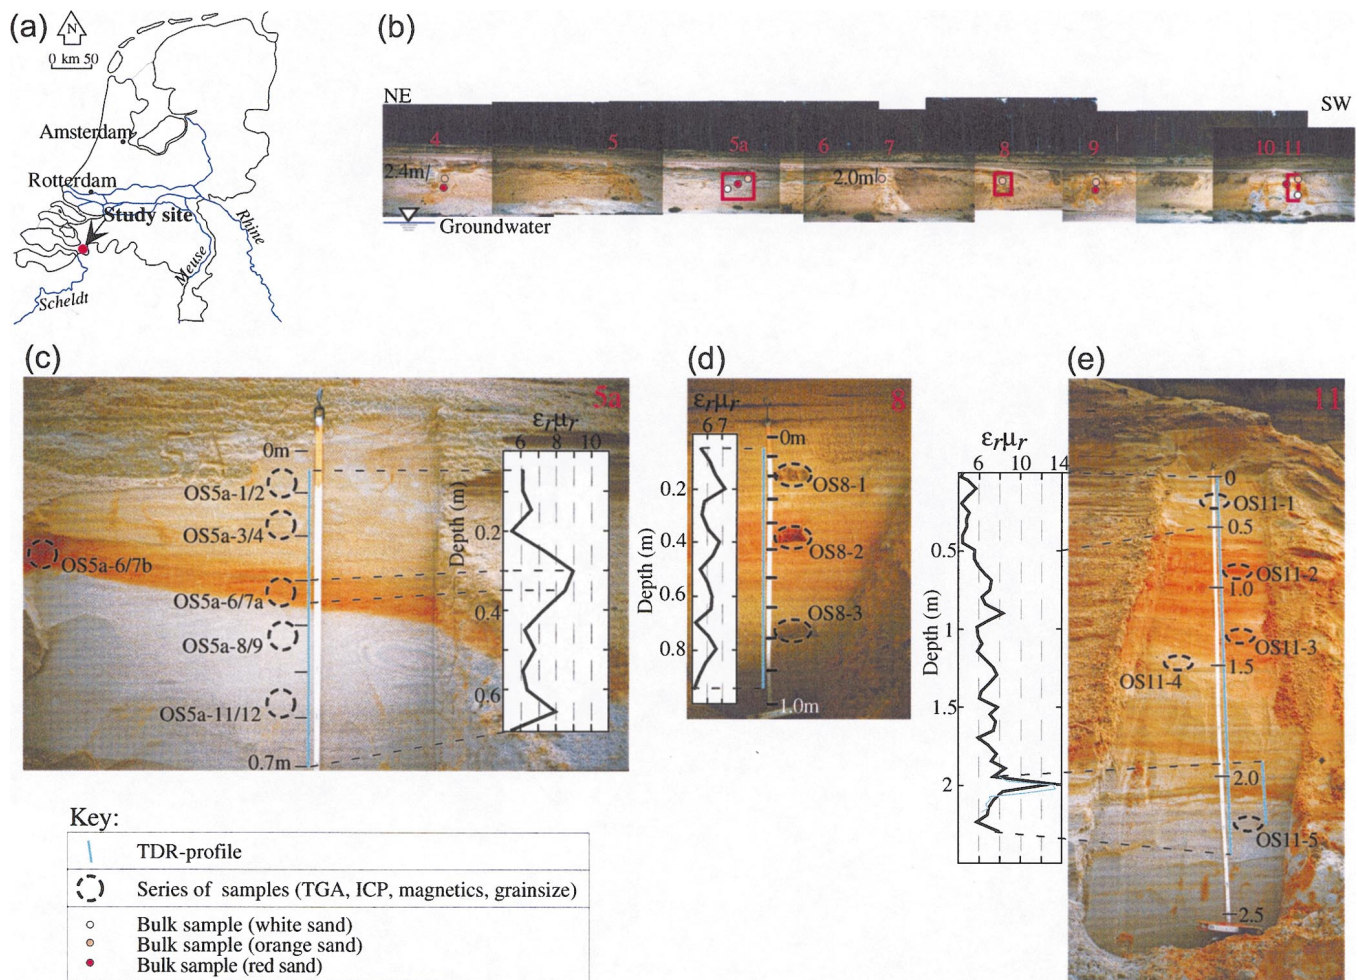 (a)
N
0 km 50
Amsterdam
Rotterdam
Study site
Rhine
Meuse
Scheldt
(b)
NE
SW
4
5
5a
6
7
8
9
10 11
2.4m
2.0m
Groundwater
(c)
5a
0m
OS5a-1/2
OS5a-3/4
OS5a-6/7b
OS5a-6/7a
OS5a-8/9
OS5a-11/12
0.7m
εrμr
6 8 10
Depth (m)
0.2
0.4
0.6
(d)
8
εrμr
6 7
Depth (m)
0.2
0.4
0.6
0.8
0m
OS8-1
OS8-2
OS8-3
1.0m
(e)
11
εrμr
6 10 14
Depth (m)
0.5
1
1.5
2
0
OS11-1
0.5
OS11-2
1.0
OS11-3
1.5
OS11-4
2.0
OS11-5
2.5
Key:
TDR-profile
Series of samples (TGA, ICP, magnetics, grainsize)
Bulk sample (white sand)
Bulk sample (orange sand)
Bulk sample (red sand)